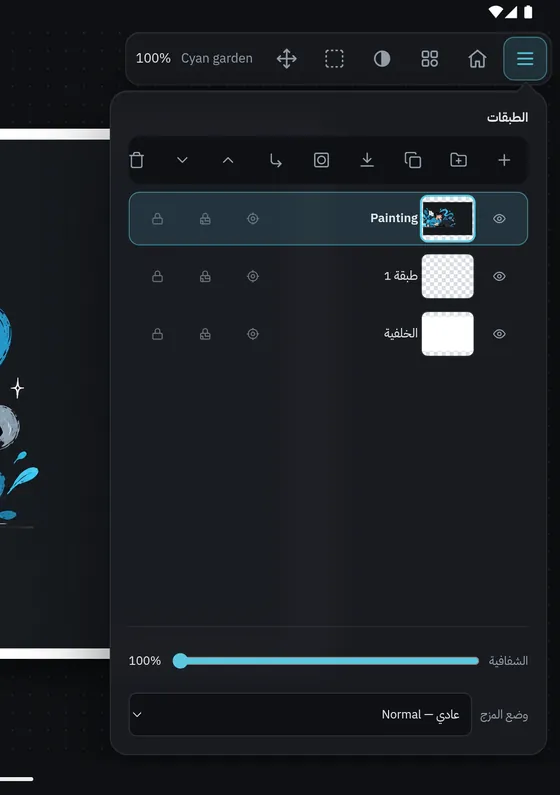 100% Cyan garden
الطبقات
Painting
طبقة 1
الخلفية
الشفافية 100%
وضع المزج عادي — Normal